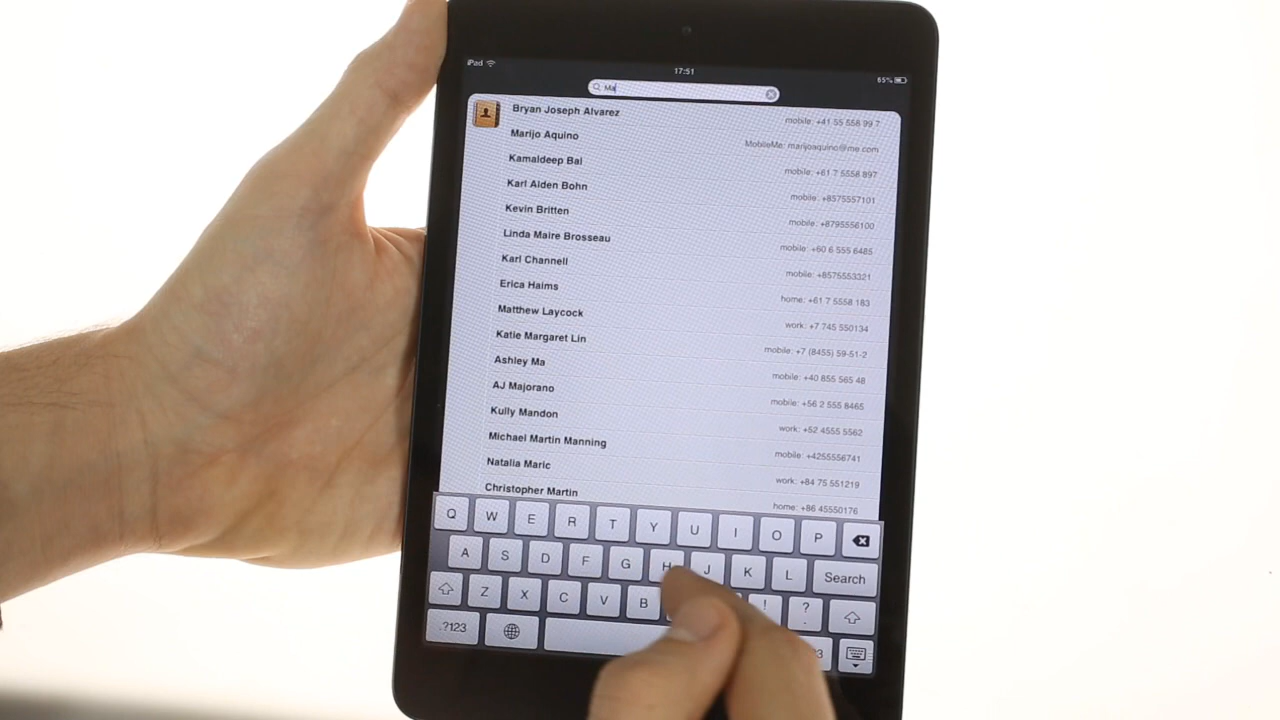 iPad 17:51 65%
Ma
Bryan Joseph Alvarez mobile: +41 55 558 99 7
Marijo Aquino MobileMe: marijoaquino@me.com
Kamaldeep Bal mobile: +61 7 5558 897
Karl Alden Bohn mobile: +8575557101
Kevin Britten mobile: +8795556100
Linda Maire Brosseau mobile: +60 6 555 6485
Karl Channell mobile: +8575553321
Erica Haims home: +61 7 5558 183
Matthew Laycock work: +7 745 550134
Katie Margaret Lin mobile: +7 (8455) 59-51-2
Ashley Ma mobile: +40 855 565 48
AJ Majorano mobile: +56 2 555 8465
Kully Mandon work: +52 4555 5562
Michael Martin Manning mobile: +4255556741
Natalia Maric work: +84 75 551219
Christopher Martin home: +86 45550176
Q W E R T Y U I O P
A S D F G H J K L Search
Z X C V B ! ? .
.?123 3